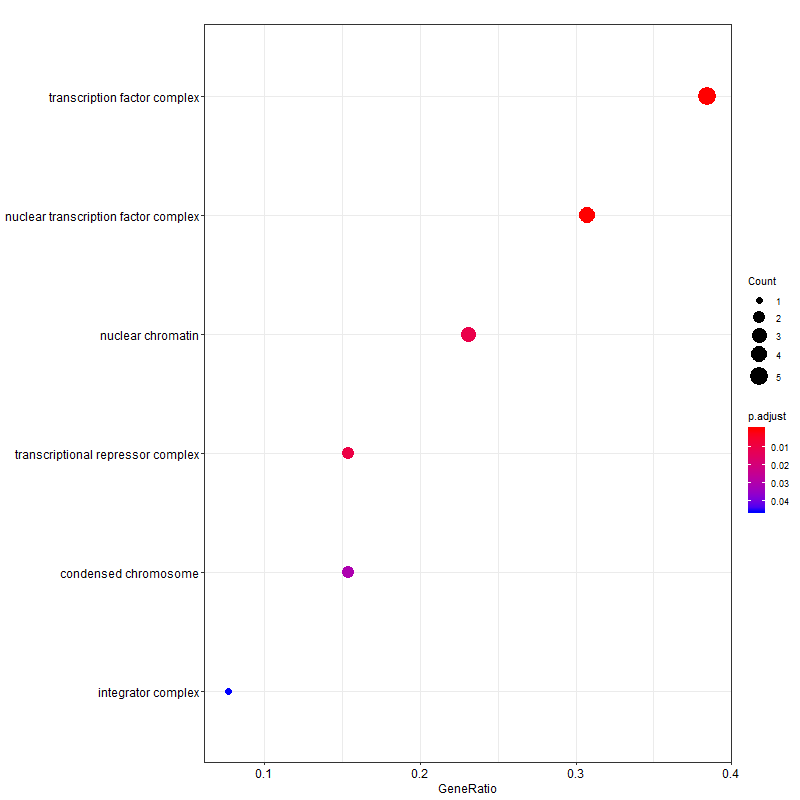 transcription factor complex
nuclear transcription factor complex
nuclear chromatin
transcriptional repressor complex
condensed chromosome
integrator complex
0.1
0.2
0.3
0.4
GeneRatio
Count
1
2
3
4
5
p.adjust
0.01
0.02
0.03
0.04